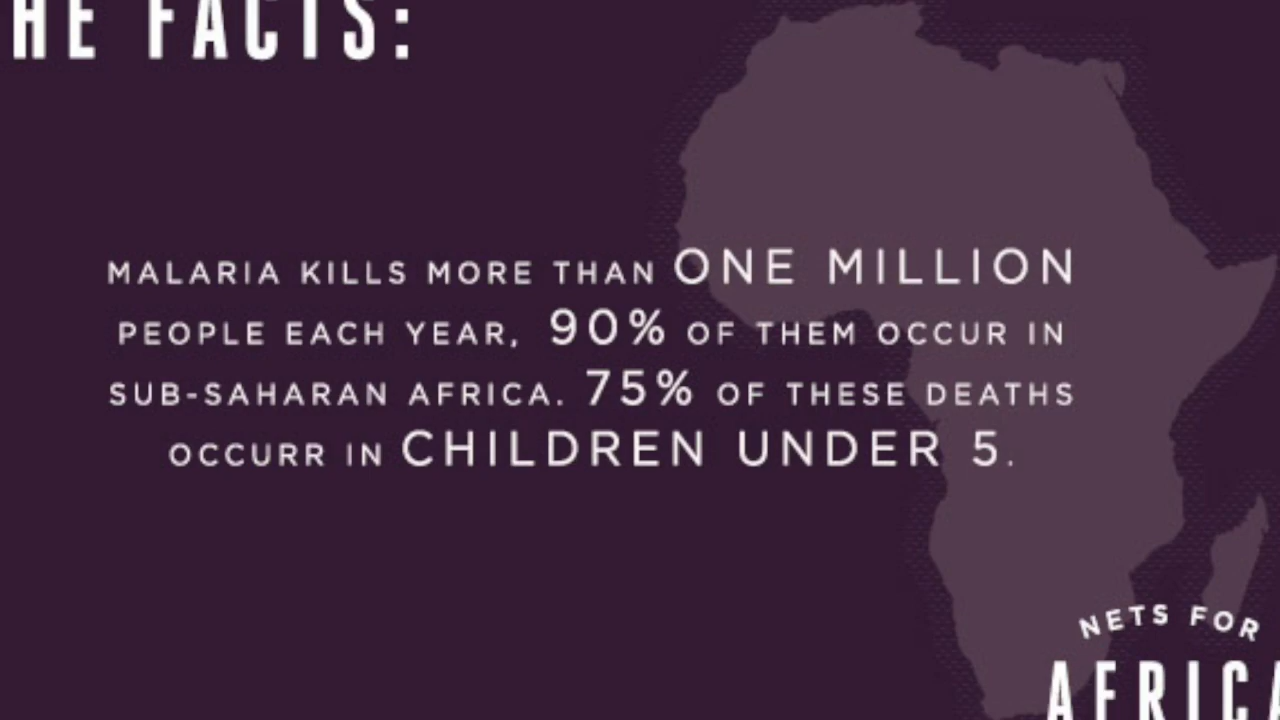 HE FACTS:
MALARIA KILLS MORE THAN ONE MILLION
PEOPLE EACH YEAR, 90% OF THEM OCCUR IN
SUB-SAHARAN AFRICA. 75% OF THESE DEATHS
OCCURR IN CHILDREN UNDER 5.
NETS FOR
AFRICA